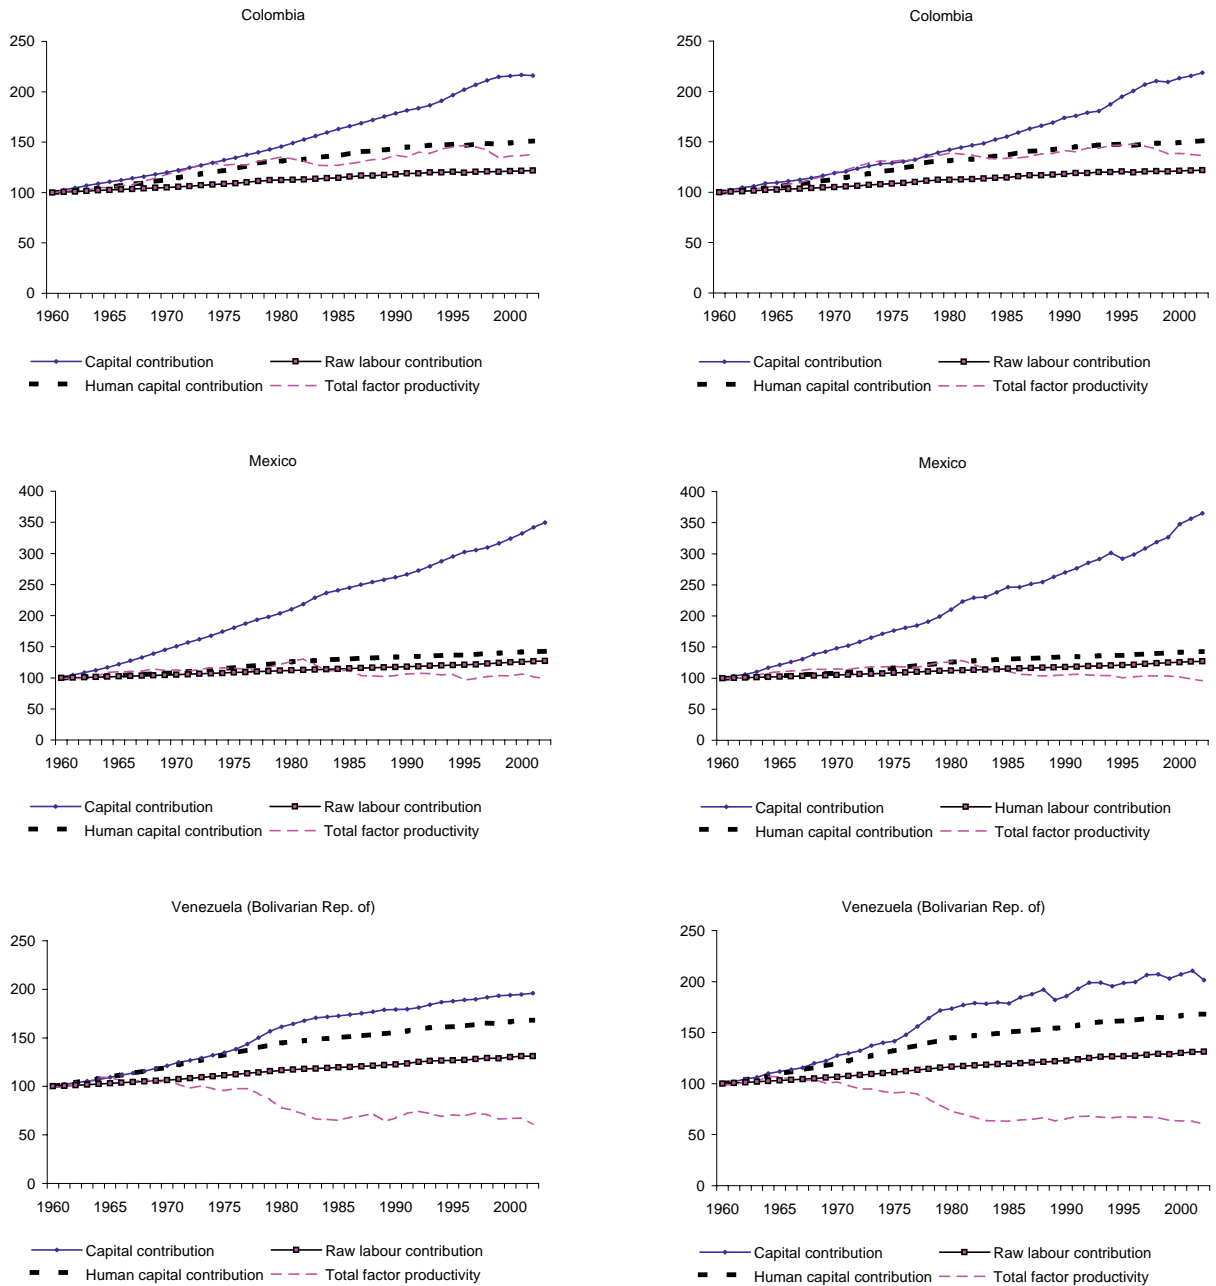 Colombia
250
200
150
100
50
0
1960 1965 1970 1975 1980 1985 1990 1995 2000
Capital contribution Raw labour contribution
Human capital contribution Total factor productivity
Colombia
250
200
150
100
50
0
1960 1965 1970 1975 1980 1985 1990 1995 2000
Capital contribution Raw labour contribution
Human capital contribution Total factor productivity
Mexico
400
350
300
250
200
150
100
50
0
1960 1965 1970 1975 1980 1985 1990 1995 2000
Capital contribution Raw labour contribution
Human capital contribution Total factor productivity
Mexico
400
350
300
250
200
150
100
50
0
1960 1965 1970 1975 1980 1985 1990 1995 2000
Capital contribution Human labour contribution
Human capital contribution Total factor productivity
Venezuela (Bolivarian Rep. of)
250
200
150
100
50
0
1960 1965 1970 1975 1980 1985 1990 1995 2000
Capital contribution Raw labour contribution
Human capital contribution Total factor productivity
Venezuela (Bolivarian Rep. of)
250
200
150
100
50
0
1960 1965 1970 1975 1980 1985 1990 1995 2000
Capital contribution Raw labour contribution
Human capital contribution Total factor productivity